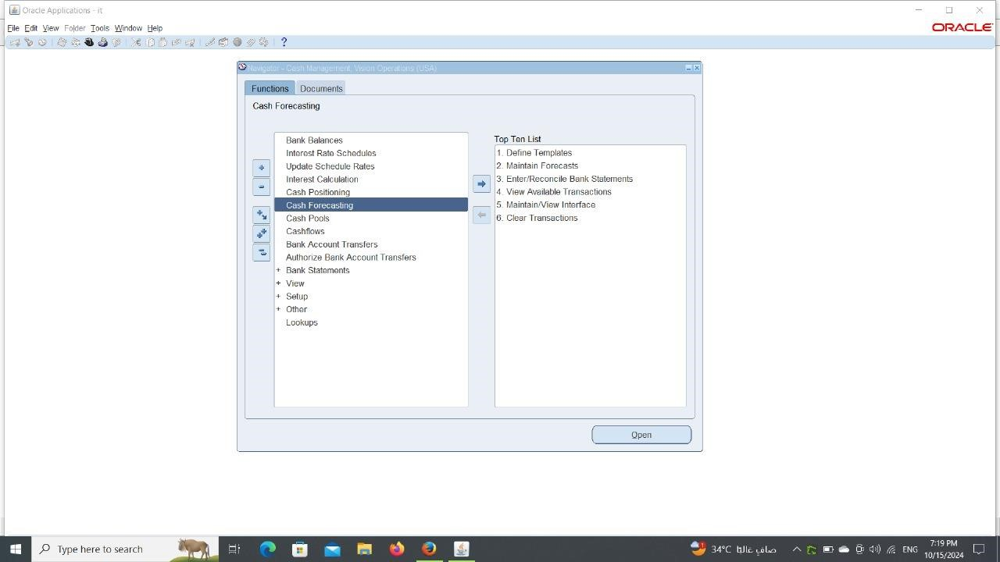 Oracle Applications - it
File Edit View Folder Tools Window Help
ORACLE
?
Navigator - Cash Management, Vision Operations (USA)
Functions Documents
Cash Forecasting
Bank Balances
Interest Rate Schedules
Update Schedule Rates
Interest Calculation
Cash Positioning
Cash Forecasting
Cash Pools
Cashflows
Bank Account Transfers
Authorize Bank Account Transfers
+ Bank Statements
+ View
+ Setup
+ Other
Lookups
Top Ten List
1. Define Templates
2. Maintain Forecasts
3. Enter/Reconcile Bank Statements
4. View Available Transactions
5. Maintain/View Interface
6. Clear Transactions
Open
Type here to search
1
34°C صافي غالبًا
ENG
7:19 PM
10/15/2024